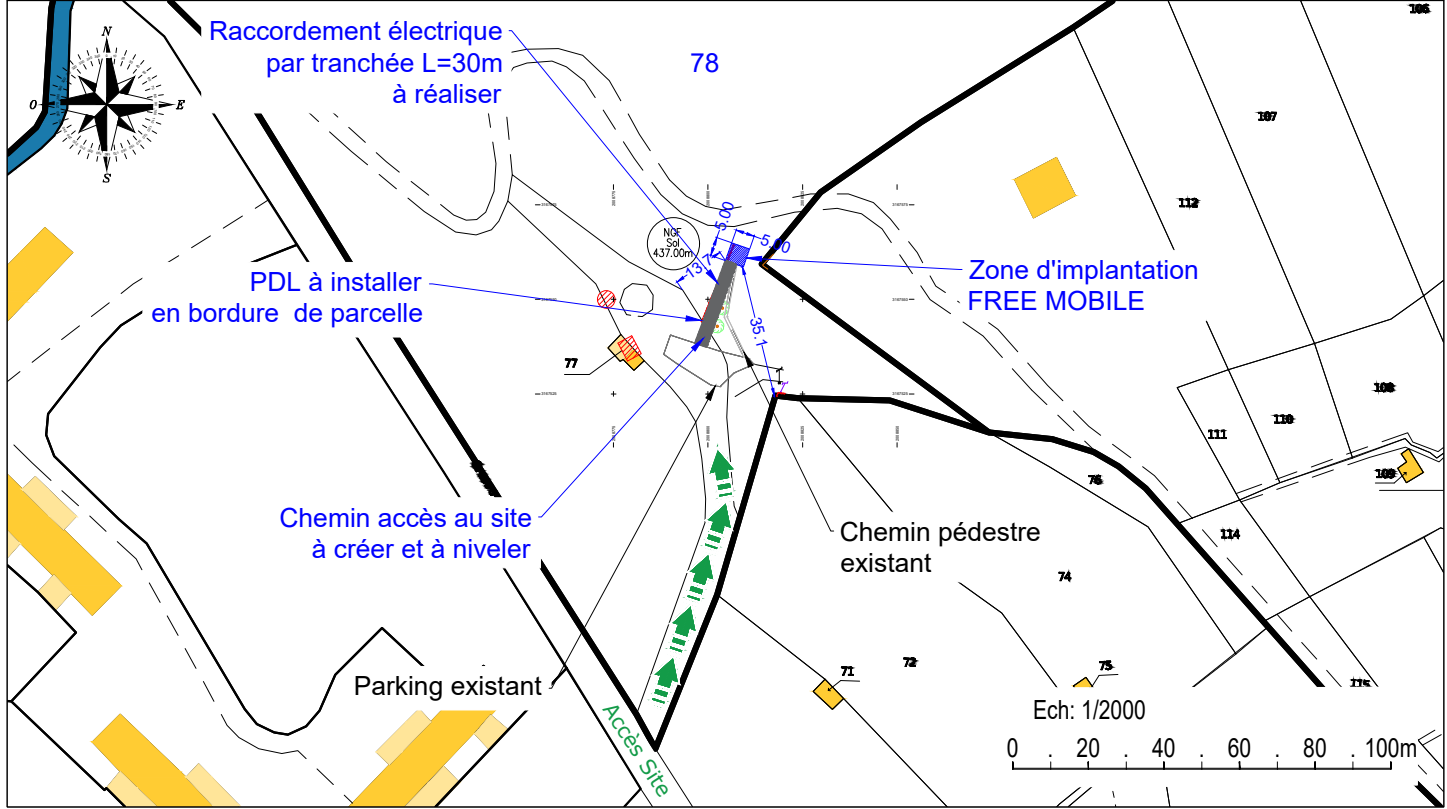 Raccordement électrique
par tranchée L=30m
à réaliser
78
106
107
N
O
E
S
112
5.00
5.00
NGF
Sol
437.00m
PDL à installer
en bordure de parcelle
Zone d'implantation
FREE MOBILE
35.1
77
108
110
111
109
76
Chemin accès au site
à créer et à niveler
Chemin pédestre
existant
114
74
72
71
75
115
Parking existant
Accès Site
Ech: 1/2000
0 . 20 . 40 . 60 . 80 . 100m